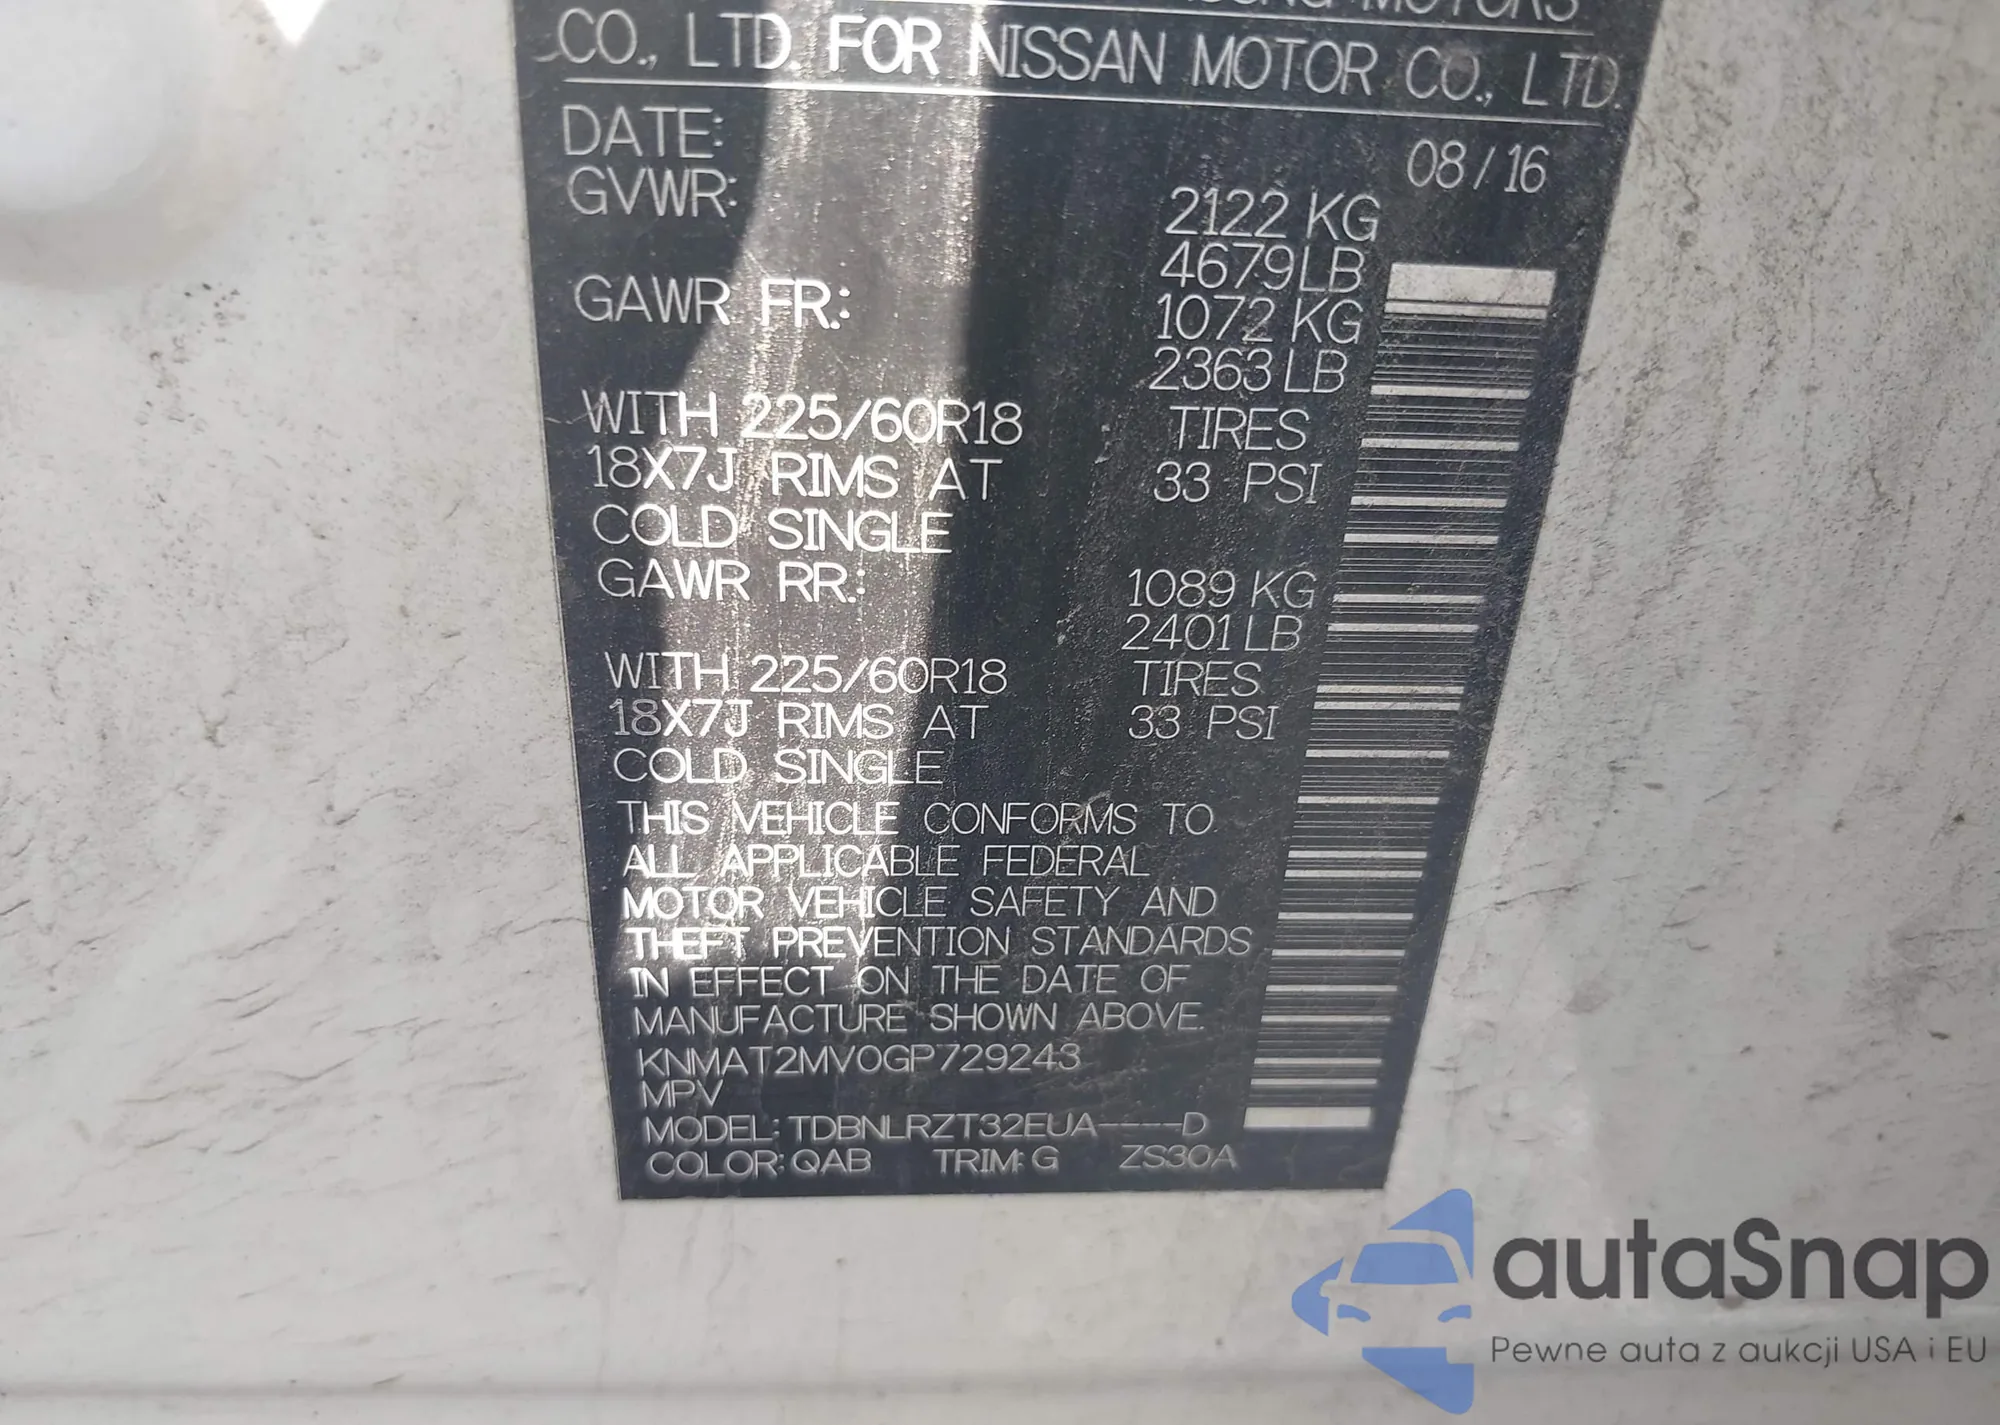 MOTORS
CO., LTD. FOR NISSAN MOTOR CO., LTD.
DATE: 08/16
GVWR: 2122 KG
4679 LB
GAWR FR.: 1072 KG
2363 LB
WITH 225/60R18 TIRES
18X7J RIMS AT 33 PSI
COLD SINGLE
GAWR RR.: 1089 KG
2401 LB
WITH 225/60R18 TIRES
18X7J RIMS AT 33 PSI
COLD SINGLE
THIS VEHICLE CONFORMS TO
ALL APPLICABLE FEDERAL
MOTOR VEHICLE SAFETY AND
THEFT PREVENTION STANDARDS
IN EFFECT ON THE DATE OF
MANUFACTURE SHOWN ABOVE.
KNMAT2MV0GP729243
MPV
MODEL: TDBNLRZT32EUA----D
COLOR: QAB TRIM: G ZS30A
autaSnap
Pewne auta z aukcji USA i EU